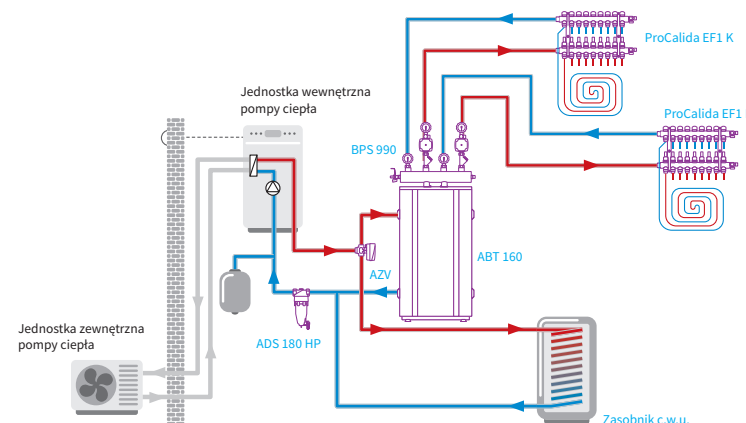 ProCalida EF1 K
Jednostka wewnętrzna
pompy ciepła
ProCalida EF1
BPS 990
ABT 160
AZV
ADS 180 HP
Jednostka zewnętrzna
pompy ciepła
Zasobnik c.w.u.